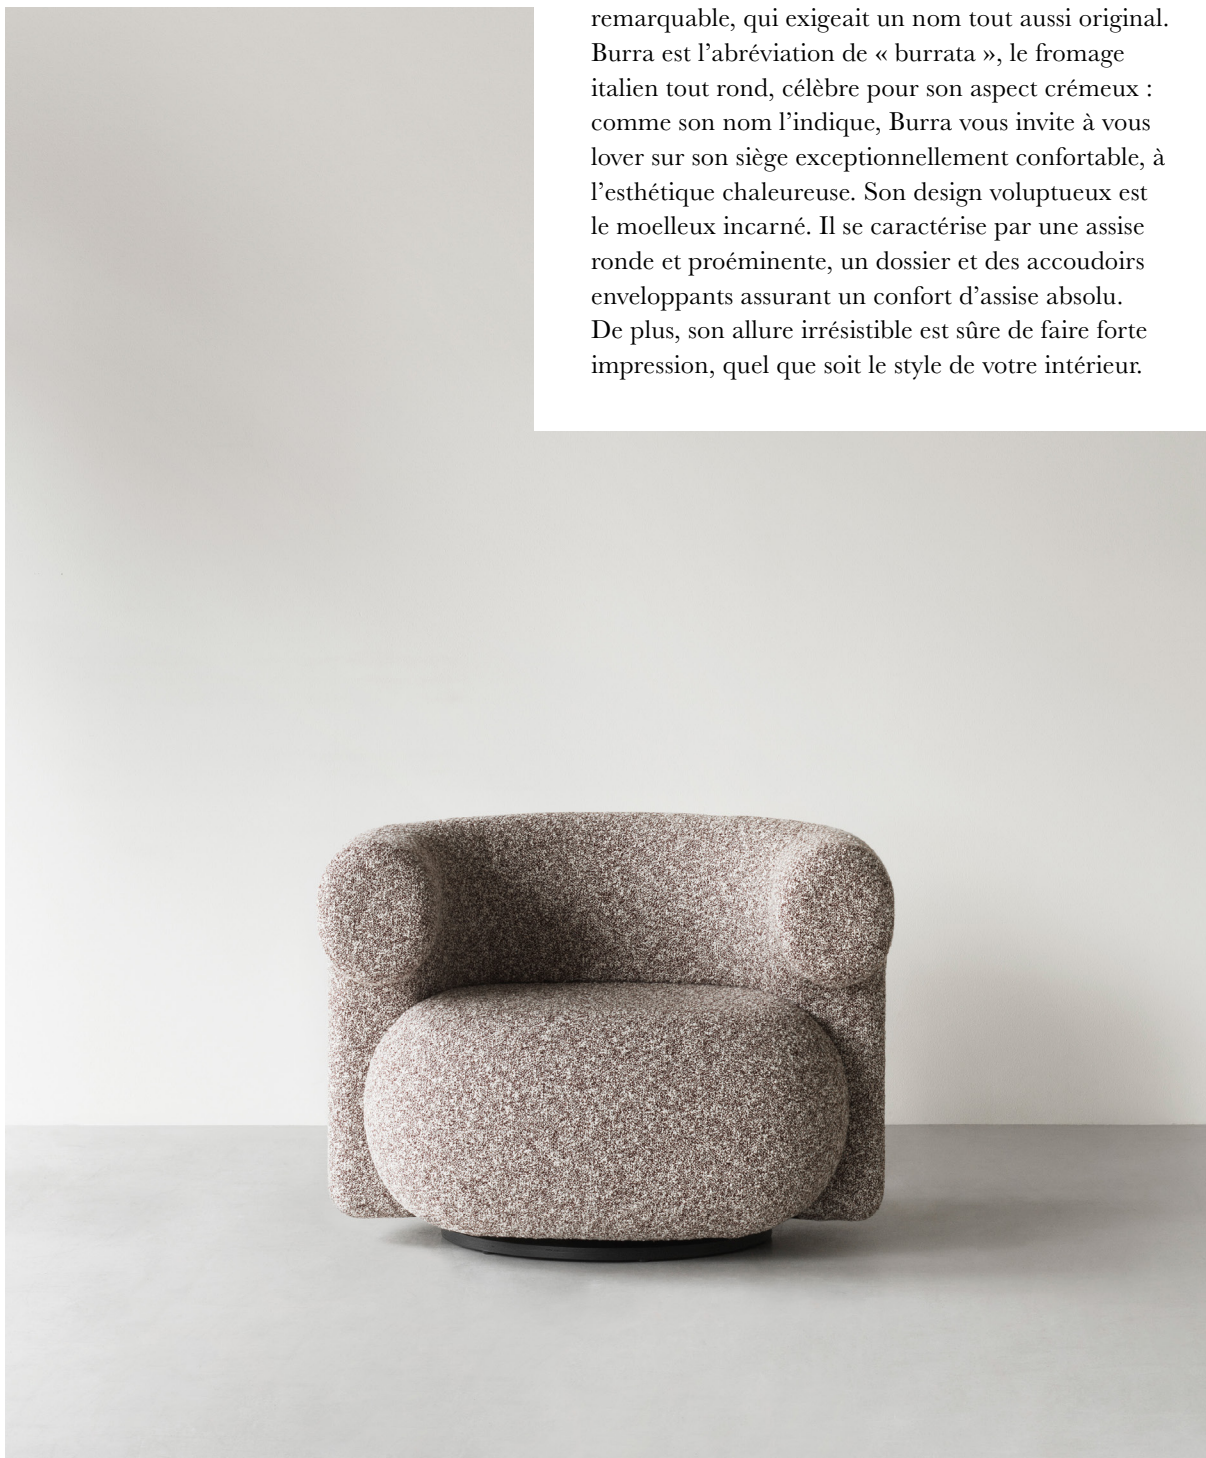 remarquable, qui exigeait un nom tout aussi original.
Burra est l’abréviation de « burrata », le fromage
italien tout rond, célèbre pour son aspect crémeux :
comme son nom l’indique, Burra vous invite à vous
lover sur son siège exceptionnellement confortable, à
l’esthétique chaleureuse. Son design voluptueux est
le moelleux incarné. Il se caractérise par une assise
ronde et proéminente, un dossier et des accoudoirs
enveloppants assurant un confort d’assise absolu.
De plus, son allure irrésistible est sûre de faire forte
impression, quel que soit le style de votre intérieur.